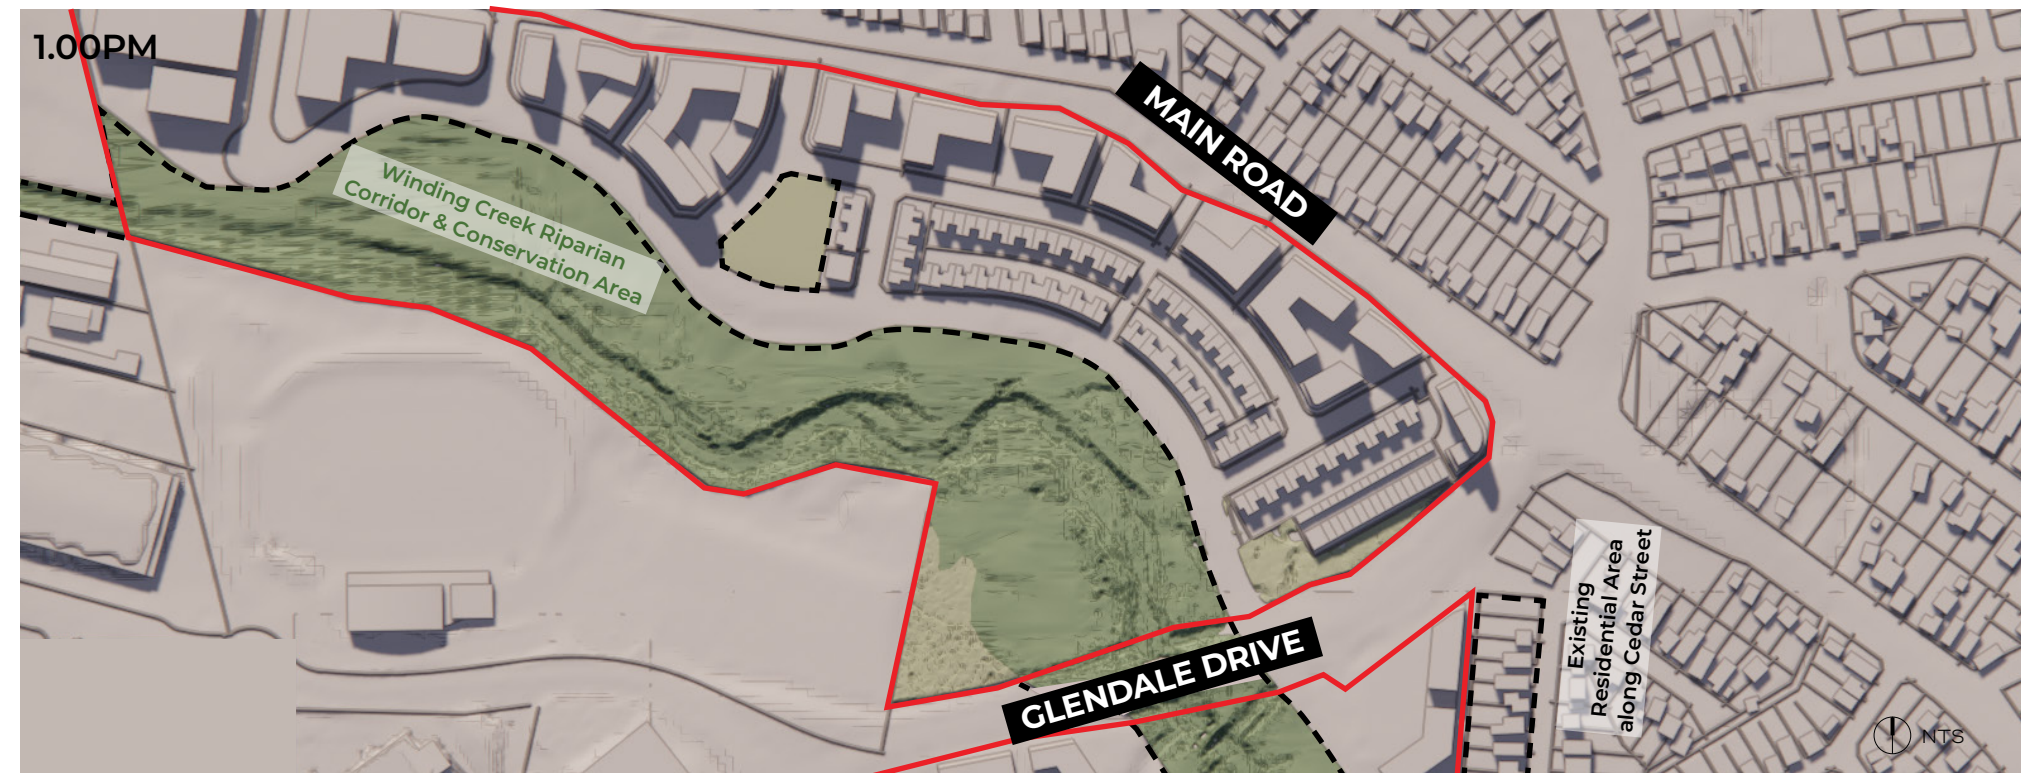 1.00PM
MAIN ROAD
Winding Creek Riparian
Corridor & Conservation Area
Existing
Residential Area
along Cedar Street
GLENDALE DRIVE
NTS